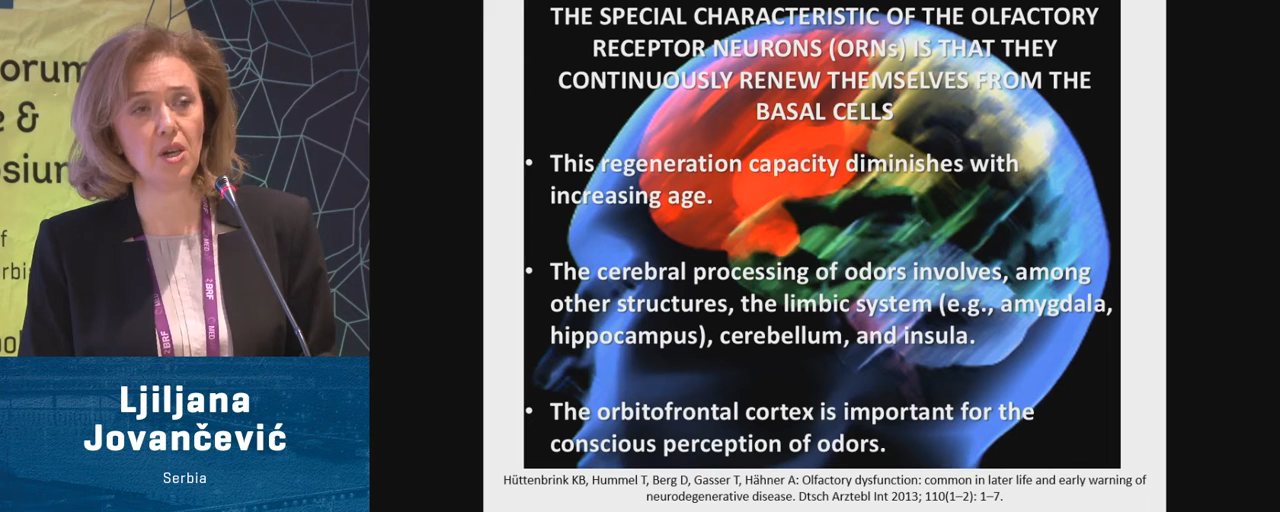 forum
e &
osium
f
Serbia
THE SPECIAL CHARACTERISTIC OF THE OLFACTORY
RECEPTOR NEURONS (ORNs) IS THAT THEY
CONTINUOUSLY RENEW THEMSELVES FROM THE
BASAL CELLS
• This regeneration capacity diminishes with
increasing age.
• The cerebral processing of odors involves, among
other structures, the limbic system (e.g., amygdala,
hippocampus), cerebellum, and insula.
• The orbitofrontal cortex is important for the
conscious perception of odors.
Hüttenbrink KB, Hummel T, Berg D, Gasser T, Hähner A: Olfactory dysfunction: common in later life and early warning of
neurodegenerative disease. Dtsch Arztebl Int 2013; 110(1–2): 1–7.
Ljiljana
Jovančević
Serbia